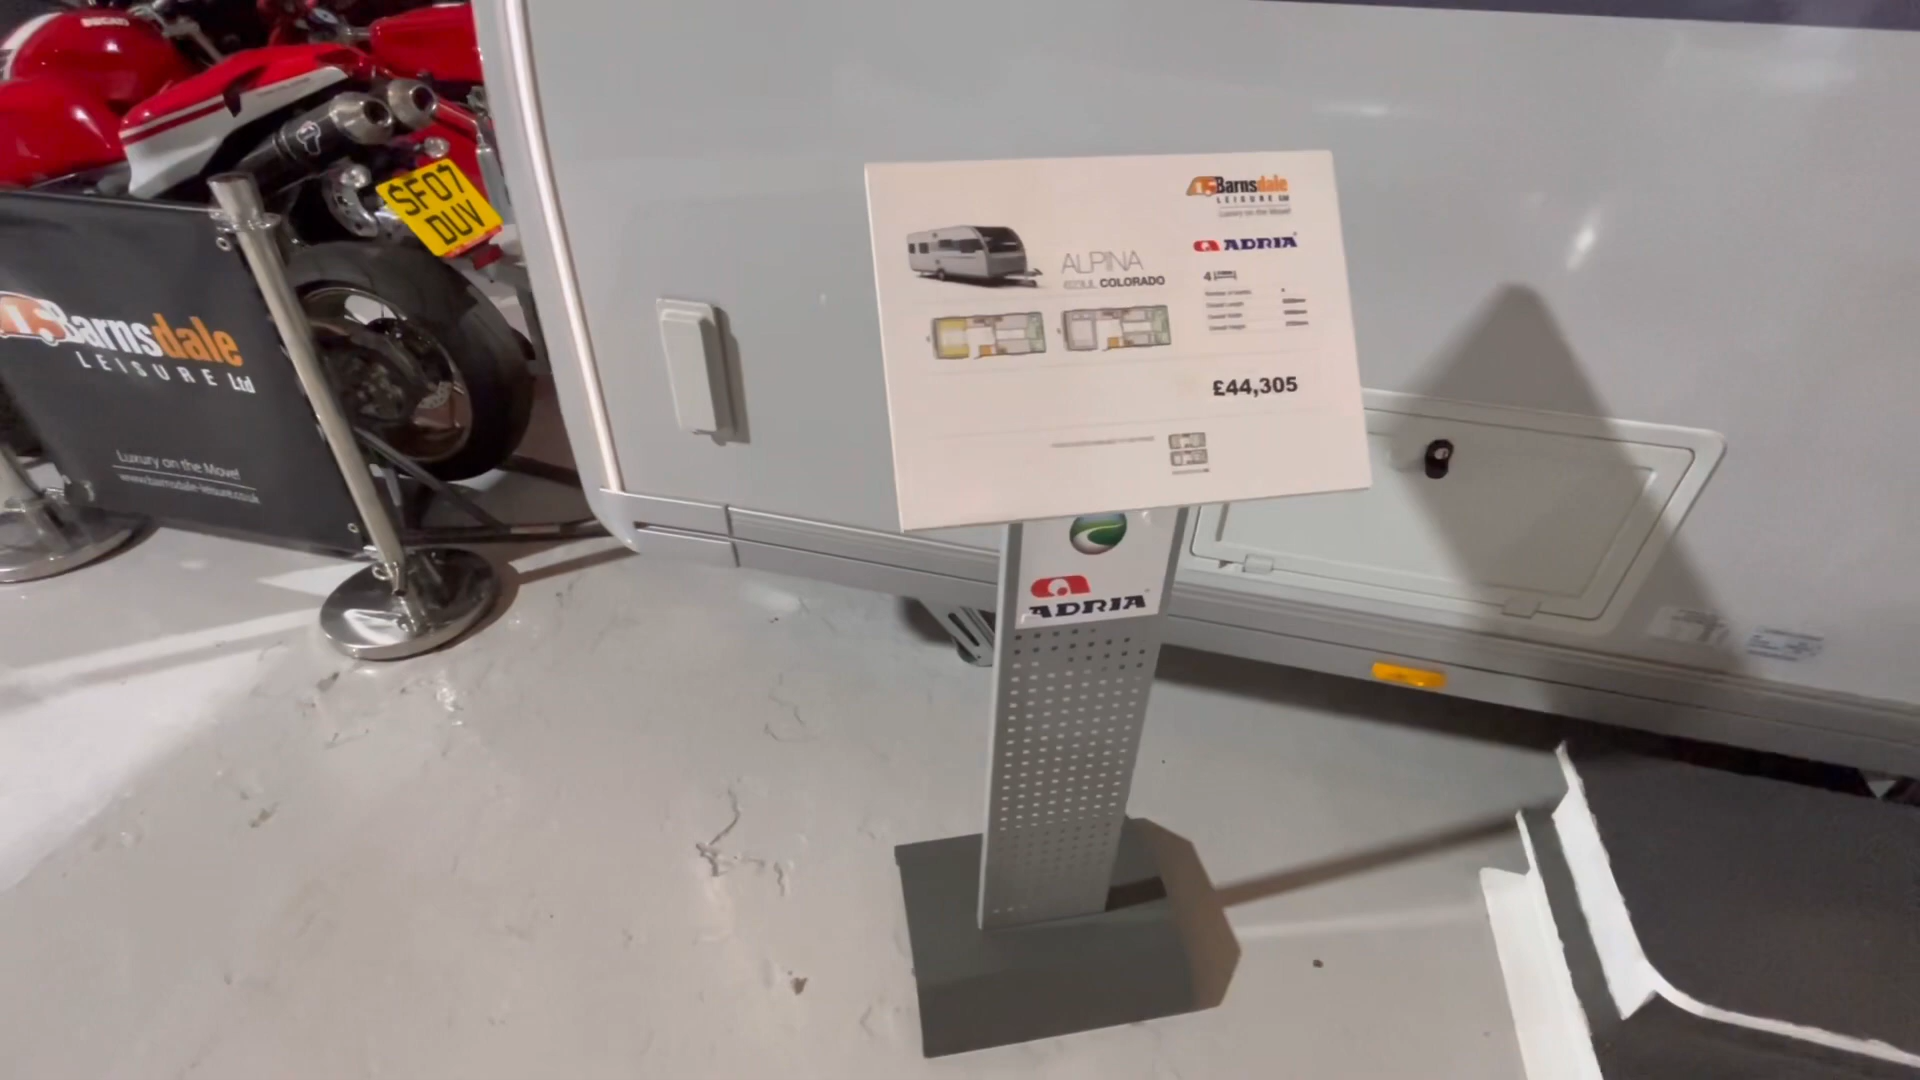 DUCATI
SF07
DUV
Barnsdale
LEISURE Ltd
Luxury on the Move!
www.barnsdale-leisure.co.uk
Barnsdale
LEISURE Ltd
Luxury on the Move!
ADRIA
ALPINA
COLORADO
4
£44,305
ADRIA